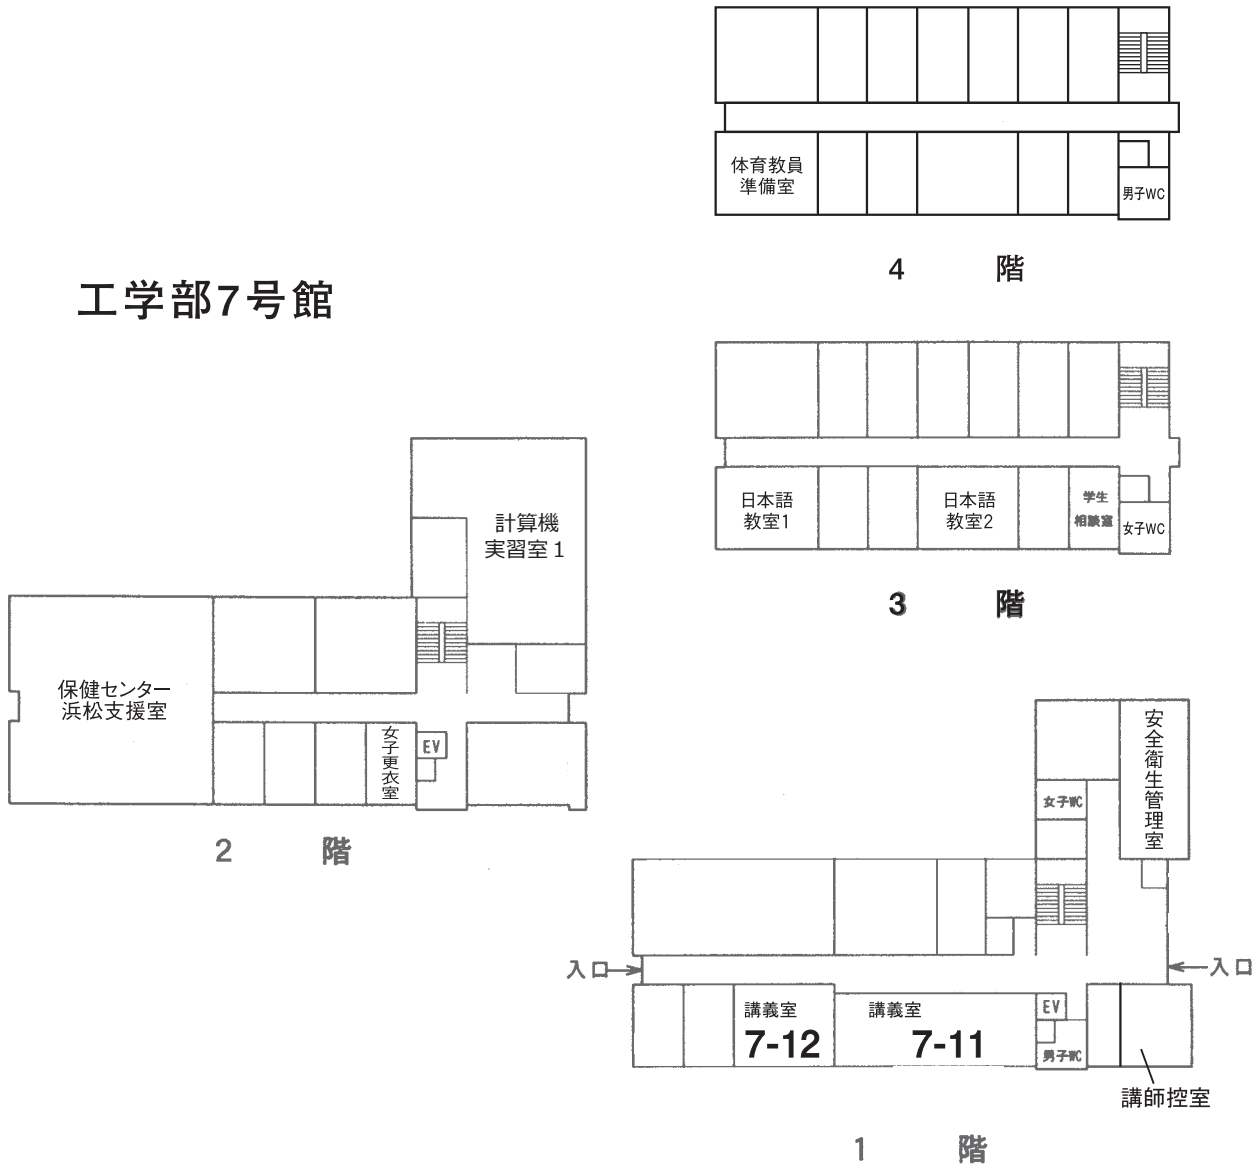 体育教員
準備室
男子WC
4 階
工学部7号館
日本語
教室1
日本語
教室2
学生
相談室
女子WC
3 階
計算機
実習室1
保健センター
浜松支援室
女子更衣室
EV
2 階
安全衛生管理室
女子WC
入口
入口
講義室
7-12
講義室
7-11
EV
男子WC
講師控室
1 階